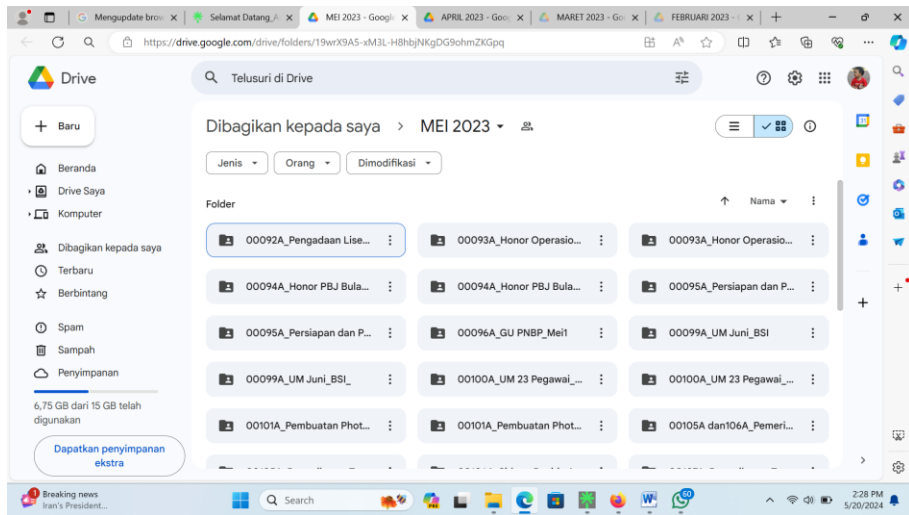 Mengupdate brow
Selamat Datang_A
MEI 2023 - Google
APRIL 2023 - Goog
MARET 2023 - Go
FEBRUARI 2023 - G
https://drive.google.com/drive/folders/19wrX9A5-xM3L-H8hbjNKgDG9ohmZKGpq
Drive
Telusuri di Drive
Baru
Dibagikan kepada saya > MEI 2023
Jenis
Orang
Dimodifikasi
Beranda
Drive Saya
Komputer
Dibagikan kepada saya
Terbaru
Berbintang
Spam
Sampah
Penyimpanan
6,75 GB dari 15 GB telah
digunakan
Dapatkan penyimpanan
ekstra
Folder
Nama
00092A_Pengadaan Lise...
00093A_Honor Operasio...
00093A_Honor Operasio...
00094A_Honor PBJ Bula...
00094A_Honor PBJ Bula...
00095A_Persiapan dan P...
00095A_Persiapan dan P...
00096A_GU PNBP_Mei1
00099A_UM Juni_BSI
00099A_UM Juni_BSI_
00100A_UM 23 Pegawai_...
00100A_UM 23 Pegawai_...
00101A_Pembuatan Phot...
00101A_Pembuatan Phot...
00105A dan106A_Pemeri...
Breaking news
Iran's President...
Search
2:28 PM
5/20/2024